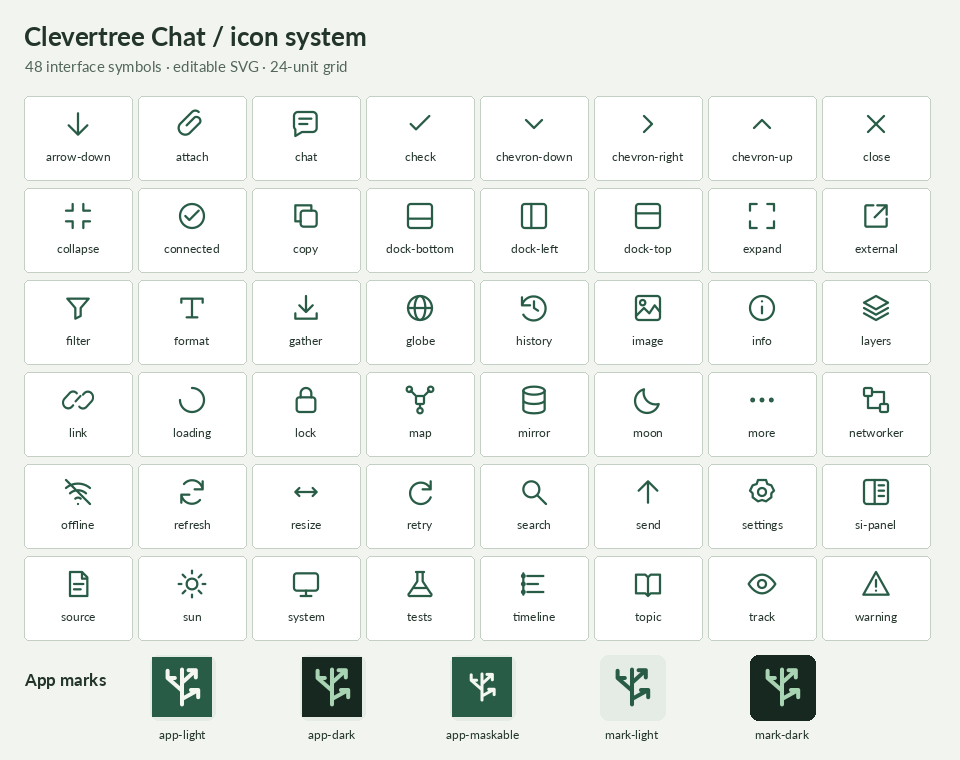 Clevertree Chat / icon system
48 interface symbols · editable SVG · 24-unit grid
arrow-down attach chat check chevron-down chevron-right chevron-up close
collapse connected copy dock-bottom dock-left dock-top expand external
filter format gather globe history image info layers
link loading lock map mirror moon more networker
offline refresh resize retry search send settings si-panel
source sun system tests timeline topic track warning
App marks
app-light app-dark app-maskable mark-light mark-dark